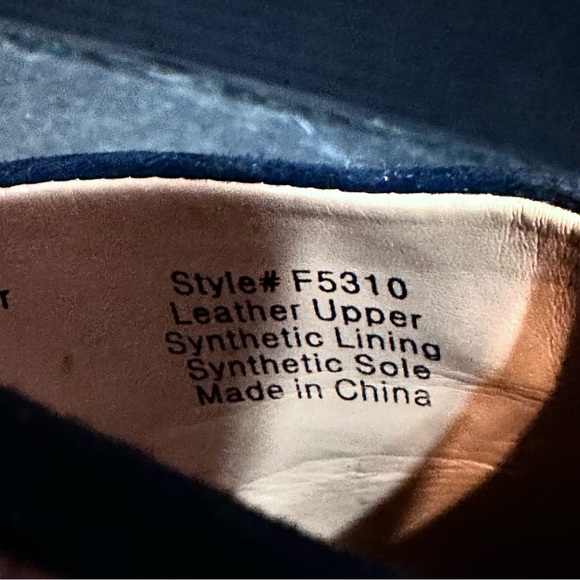 Style# F5310
Leather Upper
Synthetic Lining
Synthetic Sole
Made in China